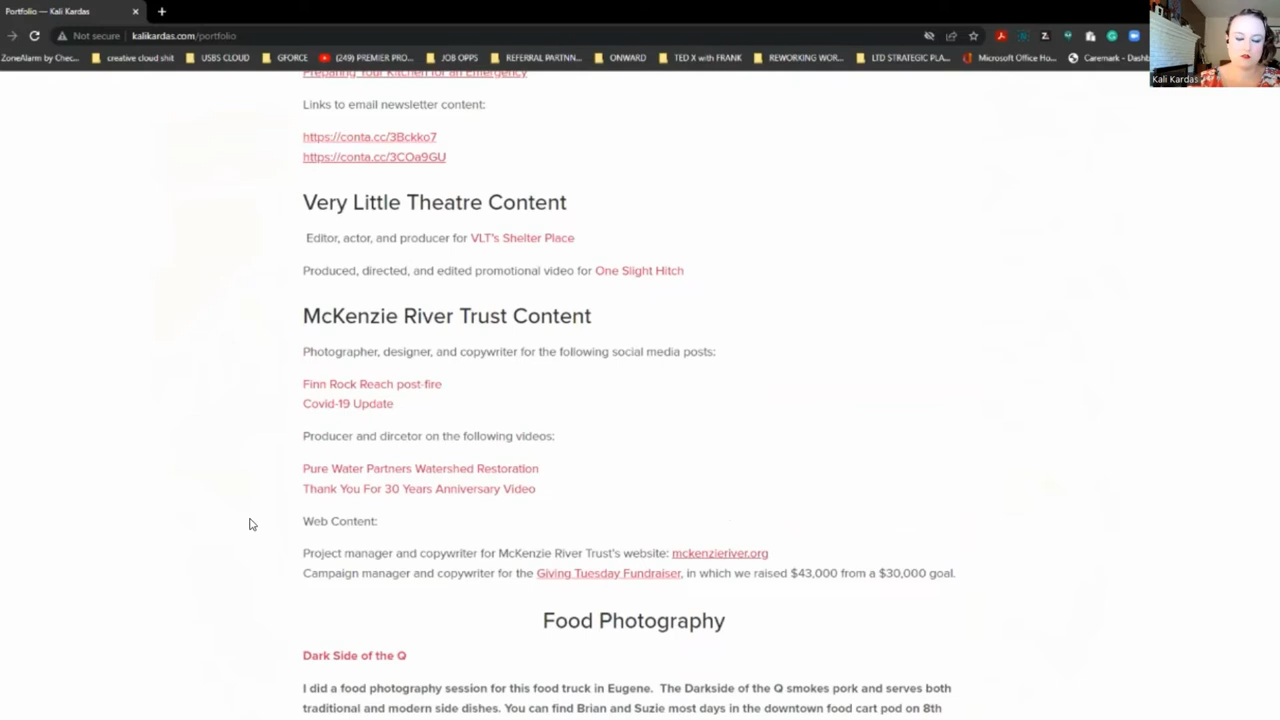 Portfolio — Kali Kardas
Not secure kalikardas.com/portfolio
ZoneAlarm by Chec... creative cloud shit USBS CLOUD GFORCE (249) PREMIER PRO... JOB OPPS REFERRAL PARTNN... ONWARD TED X with FRANK REWORKING WOR... LTD STRATEGIC PLA... Microsoft Office Ho... Caremark - Dashb
Kali Kardas
Preparing Your Kitchen for an Emergency
Links to email newsletter content:
https://conta.cc/3Bckko7
https://conta.cc/3COa9GU
Very Little Theatre Content
Editor, actor, and producer for VLT's Shelter Place
Produced, directed, and edited promotional video for One Slight Hitch
McKenzie River Trust Content
Photographer, designer, and copywriter for the following social media posts:
Finn Rock Reach post-fire
Covid-19 Update
Producer and dircetor on the following videos:
Pure Water Partners Watershed Restoration
Thank You For 30 Years Anniversary Video
Web Content:
Project manager and copywriter for McKenzie River Trust's website: mckenzieriver.org
Campaign manager and copywriter for the Giving Tuesday Fundraiser, in which we raised $43,000 from a $30,000 goal.
Food Photography
Dark Side of the Q
I did a food photography session for this food truck in Eugene. The Darkside of the Q smokes pork and serves both
traditional and modern side dishes. You can find Brian and Suzie most days in the downtown food cart pod on 8th